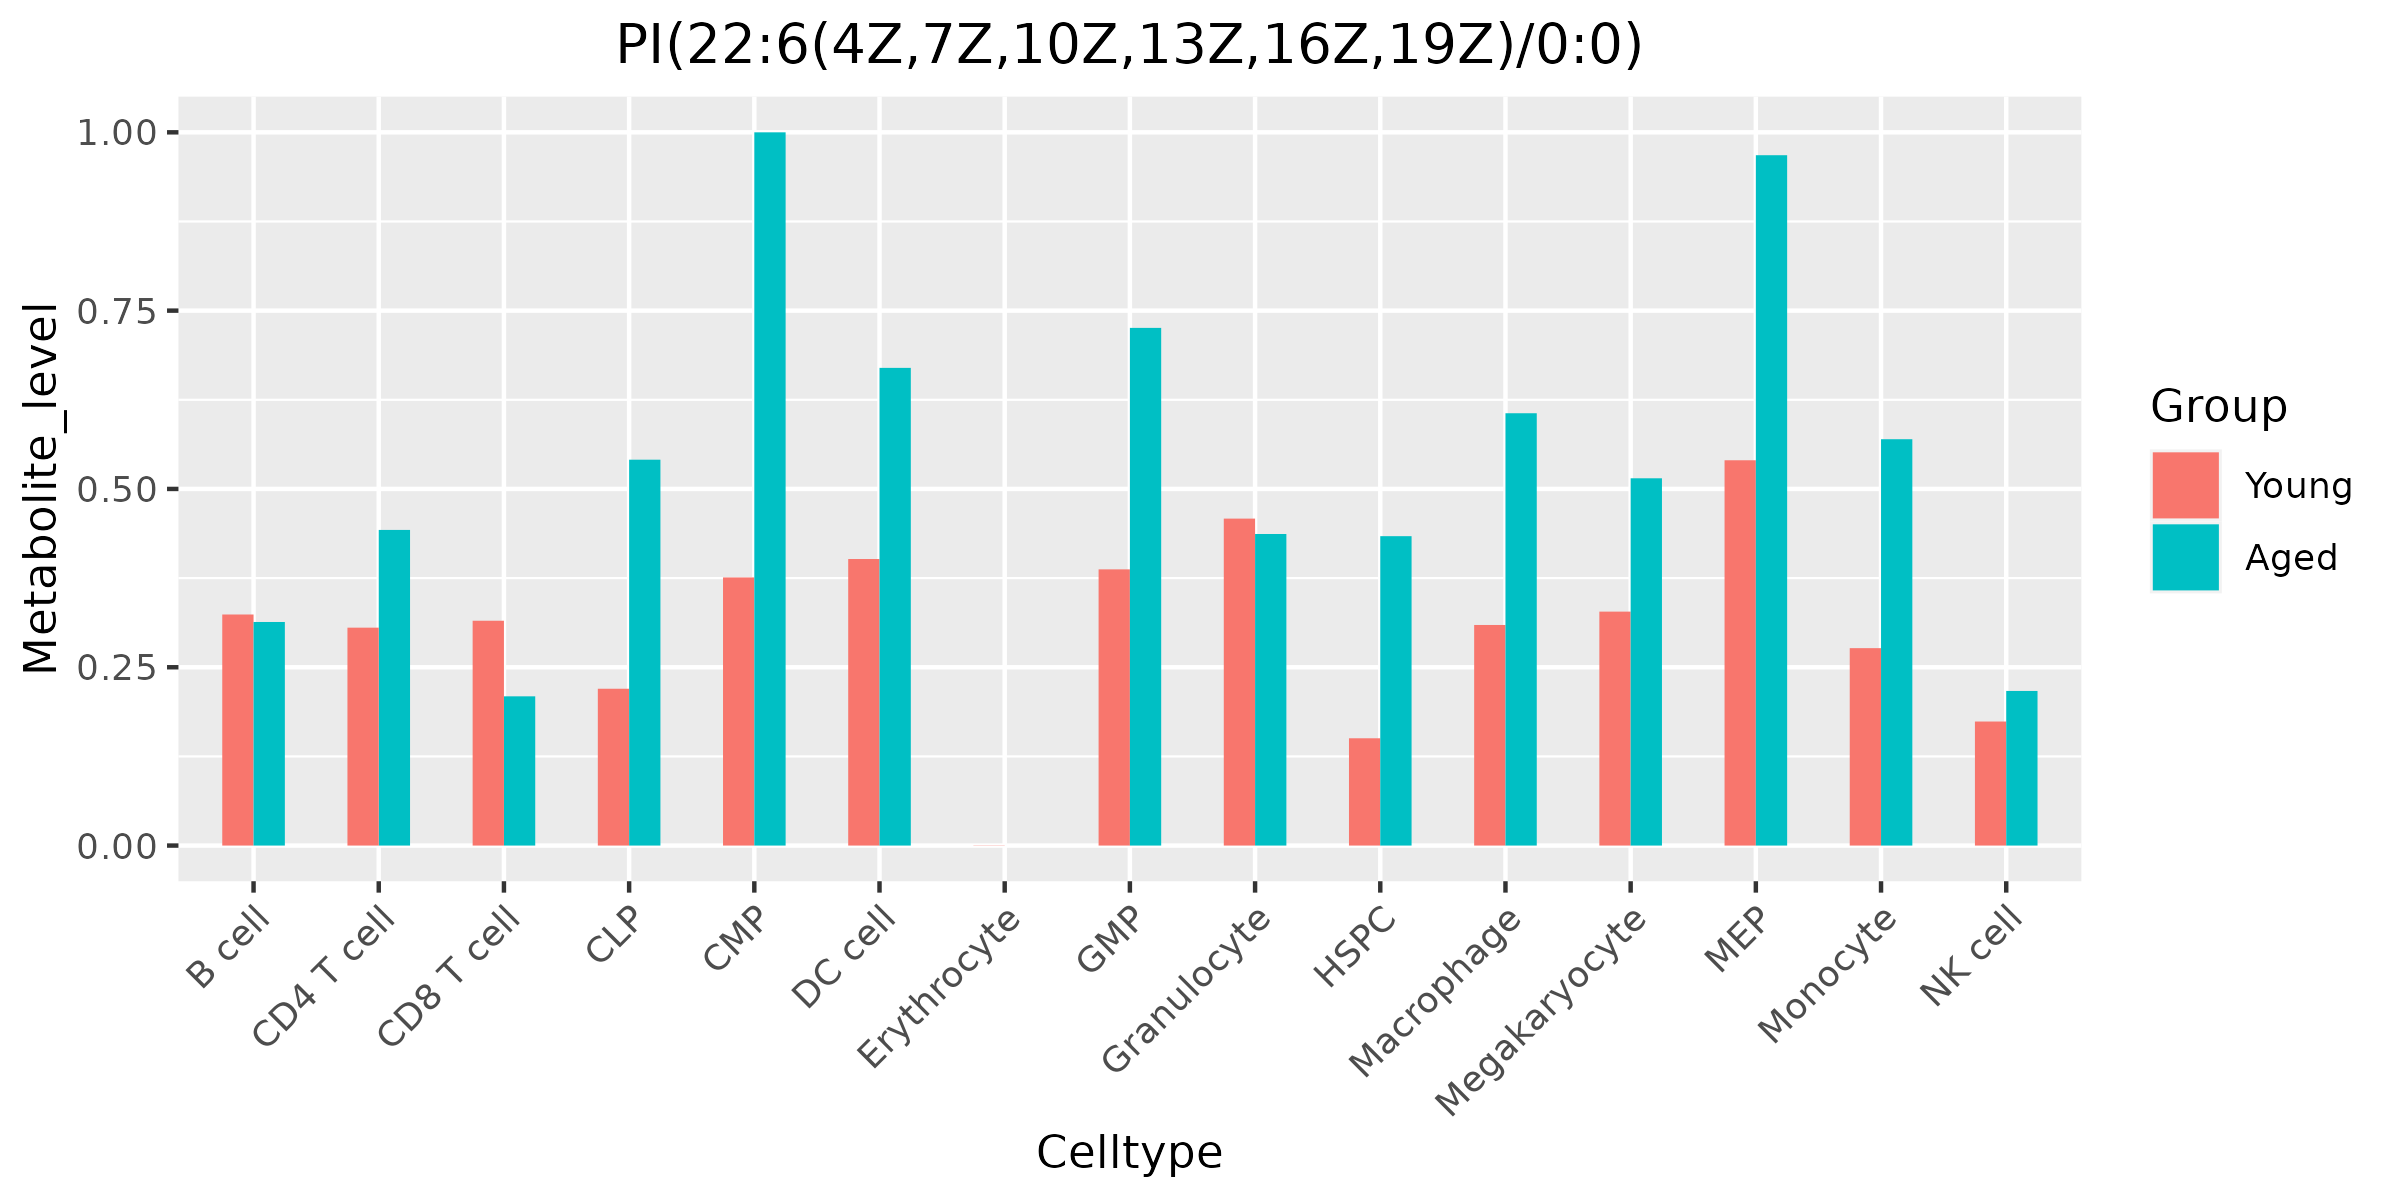 PI(22:6(4Z,7Z,10Z,13Z,16Z,19Z)/0:0)
Metabolite_level
1.00
0.75
0.50
0.25
0.00
B cell
CD4 T cell
CD8 T cell
CLP
CMP
DC cell
Erythrocyte
GMP
Granulocyte
HSPC
Macrophage
Megakaryocyte
MEP
Monocyte
NK cell
Celltype
Group
Young
Aged